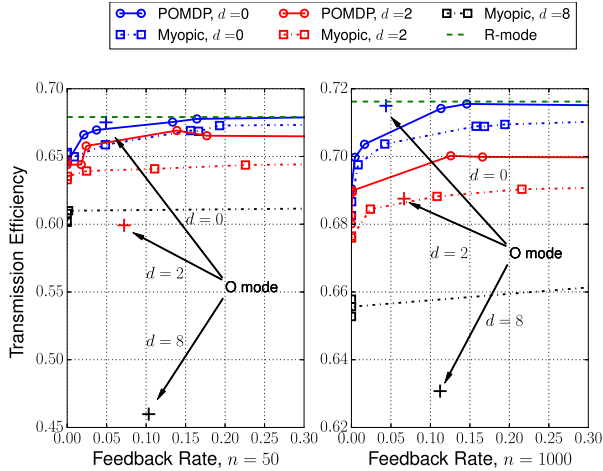 POMDP, d=0 POMDP, d=2 Myopic, d=8
Myopic, d=0 Myopic, d=2 R-mode
Transmission Efficiency
0.70
0.65
0.60
0.55
0.50
0.45
d=0
d=2
d=8
O mode
0.00 0.05 0.10 0.15 0.20 0.25 0.30
Feedback Rate, n = 50
0.72
0.70
0.68
0.66
0.64
0.62
d=0
d=2
d=8
O mode
0.00 0.05 0.10 0.15 0.20 0.25 0.30
Feedback Rate, n = 1000